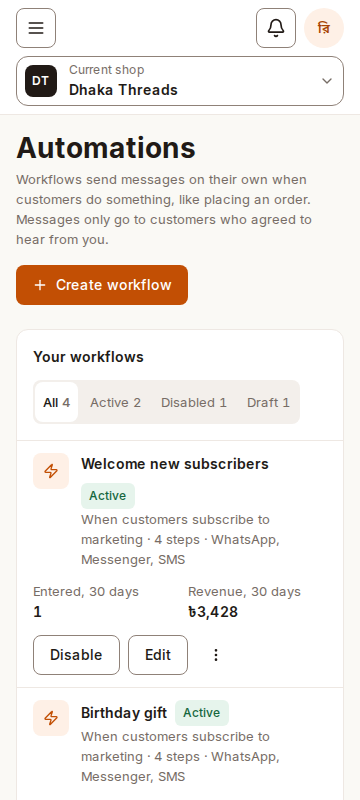 রি
DT
Current shop
Dhaka Threads
Automations
Workflows send messages on their own when
customers do something, like placing an order.
Messages only go to customers who agreed to
hear from you.
+ Create workflow
Your workflows
All 4 Active 2 Disabled 1 Draft 1
Welcome new subscribers
Active
When customers subscribe to
marketing · 4 steps · WhatsApp,
Messenger, SMS
Entered, 30 days Revenue, 30 days
1 ৳3,428
Disable Edit
Birthday gift Active
When customers subscribe to
marketing · 4 steps · WhatsApp,
Messenger, SMS